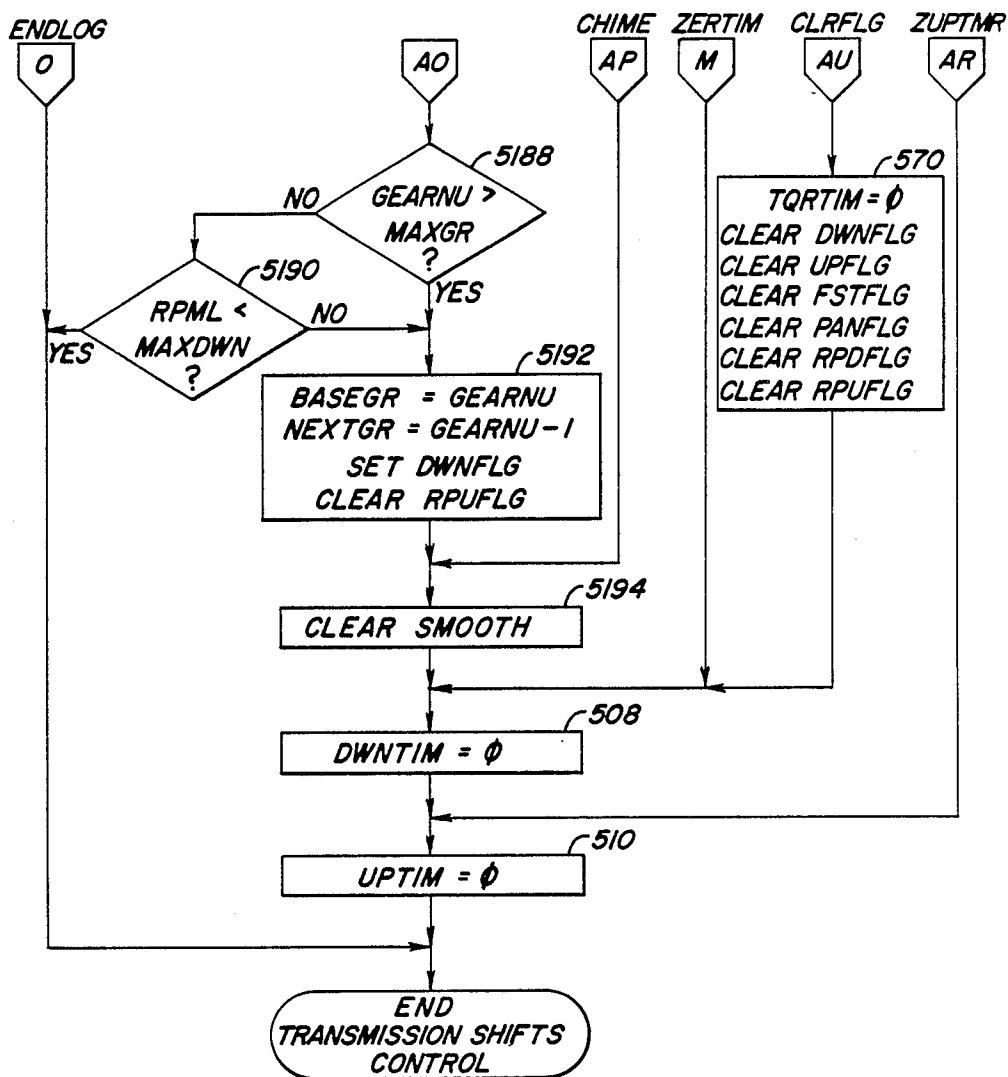 ENDLOG
CHIME
ZERTIM
CLRFLG
ZUPTMR
O
AO
AP
M
AU
AR
5188
GEARNU >
MAXGR
?
NO
YES
5190
RPML <
MAXDWN
?
NO
YES
570
TQRTIM = ϕ
CLEAR DWNFLG
CLEAR UPFLG
CLEAR FSTFLG
CLEAR PANFLG
CLEAR RPDFLG
CLEAR RPUFLG
5192
BASEGR = GEARNU
NEXTGR = GEARNU-1
SET DWNFLG
CLEAR RPUFLG
5194
CLEAR SMOOTH
508
DWNTIM = ϕ
510
UPTIM = ϕ
END
TRANSMISSION SHIFTS
CONTROL